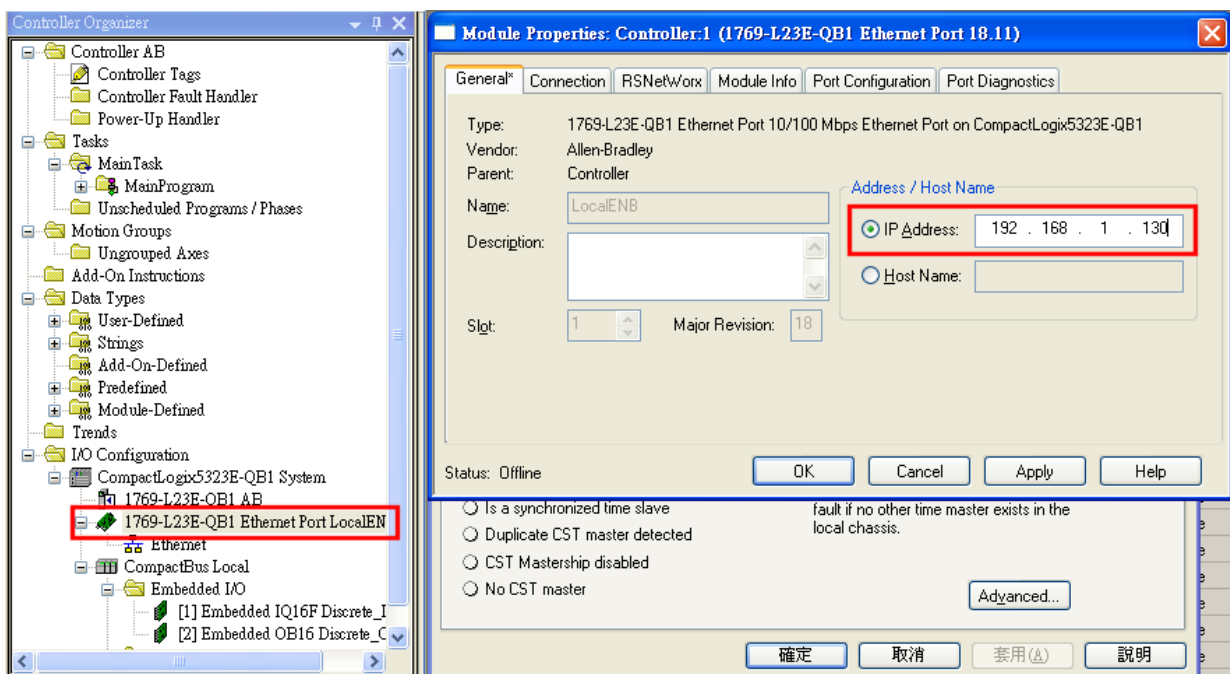 Controller Organizer
Controller AB
Controller Tags
Controller Fault Handler
Power-Up Handler
Tasks
MainTask
MainProgram
Unscheduled Programs / Phases
Motion Groups
Ungrouped Axes
Add-On Instructions
Data Types
User-Defined
Strings
Add-On-Defined
Predefined
Module-Defined
Trends
I/O Configuration
CompactLogix5323E-QB1 System
1769-L23E-QB1 AB
1769-L23E-QB1 Ethernet Port LocalEN
Ethernet
CompactBus Local
Embedded I/O
[1] Embedded IQ16F Discrete_I
[2] Embedded OB16 Discrete_C
Module Properties: Controller:1 (1769-L23E-QB1 Ethernet Port 18.11)
General* Connection RSNetWorx Module Info Port Configuration Port Diagnostics
Type: 1769-L23E-QB1 Ethernet Port 10/100 Mbps Ethernet Port on CompactLogix5323E-QB1
Vendor: Allen-Bradley
Parent: Controller
Name: LocalENB
Description:
Slot: 1 Major Revision: 18
Address / Host Name
IP Address: 192 . 168 . 1 . 130
Host Name:
Status: Offline OK Cancel Apply Help
Is a synchronized time slave
Duplicate CST master detected
CST Mastership disabled
No CST master
fault if no other time master exists in the
local chassis.
Advanced...
確定 取消 套用(A) 說明